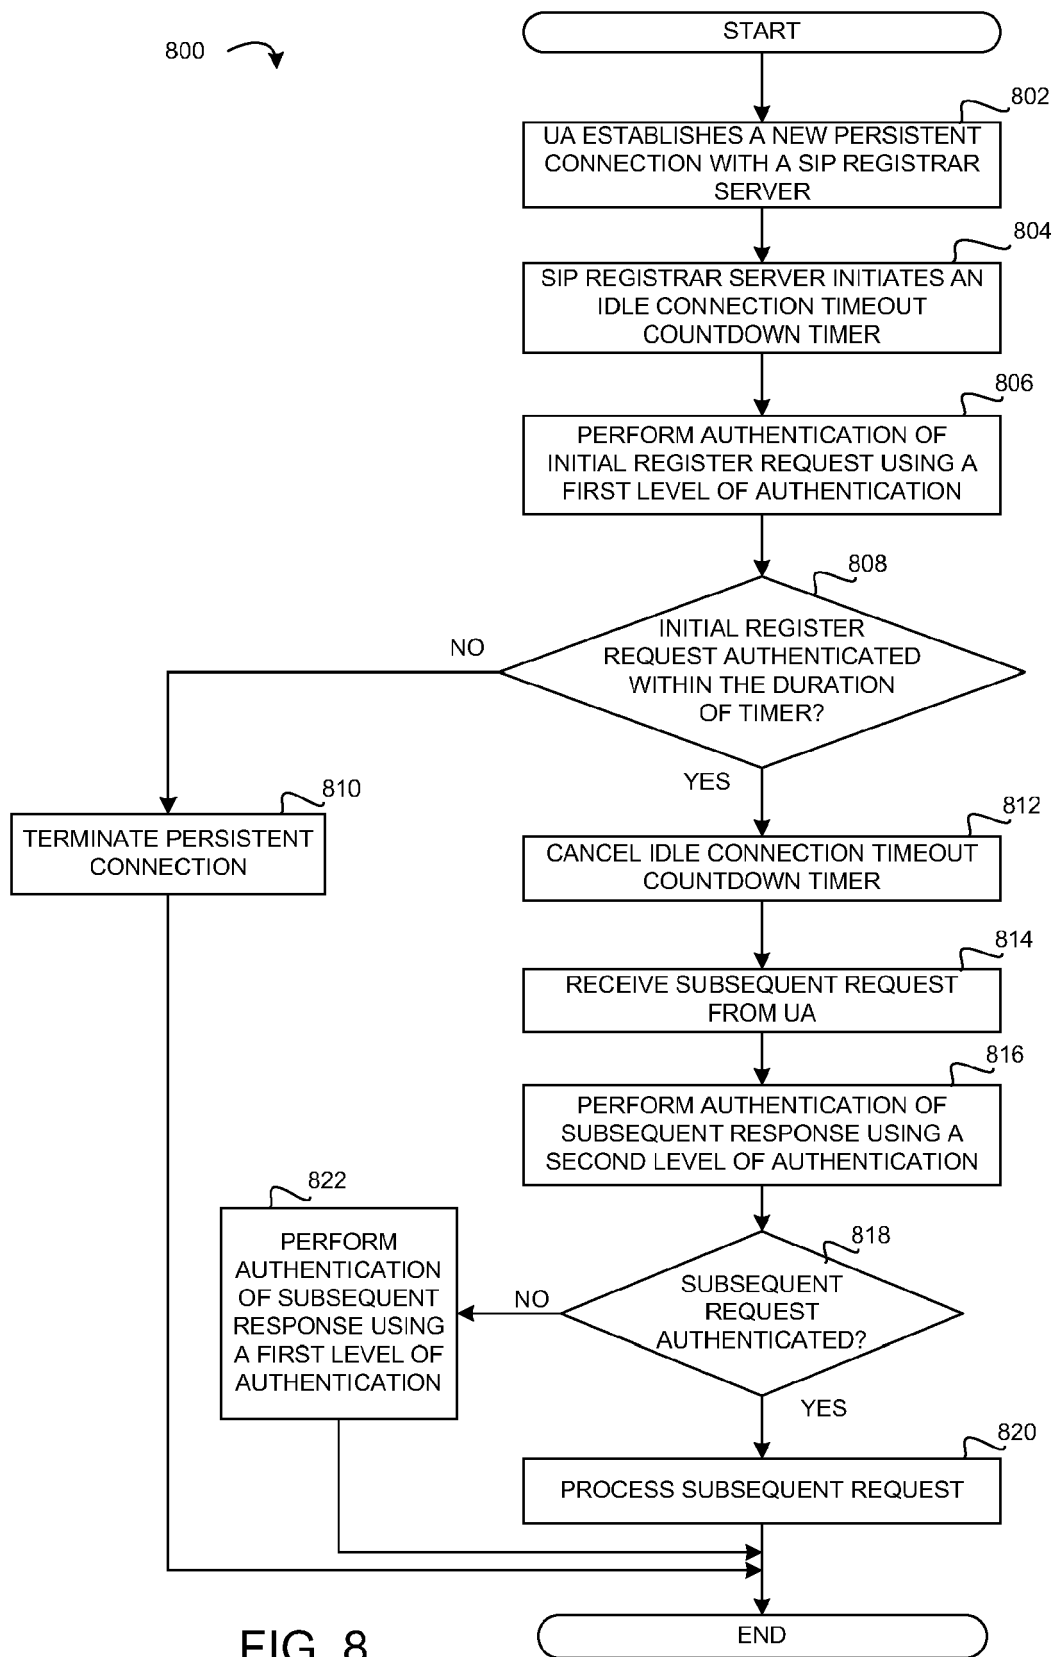 800
START
802
UA ESTABLISHES A NEW PERSISTENT
CONNECTION WITH A SIP REGISTRAR
SERVER
804
SIP REGISTRAR SERVER INITIATES AN
IDLE CONNECTION TIMEOUT
COUNTDOWN TIMER
806
PERFORM AUTHENTICATION OF
INITIAL REGISTER REQUEST USING A
FIRST LEVEL OF AUTHENTICATION
808
INITIAL REGISTER
REQUEST AUTHENTICATED
WITHIN THE DURATION
OF TIMER?
NO
YES
810
TERMINATE PERSISTENT
CONNECTION
812
CANCEL IDLE CONNECTION TIMEOUT
COUNTDOWN TIMER
814
RECEIVE SUBSEQUENT REQUEST
FROM UA
816
PERFORM AUTHENTICATION OF
SUBSEQUENT RESPONSE USING A
SECOND LEVEL OF AUTHENTICATION
818
SUBSEQUENT
REQUEST
AUTHENTICATED?
NO
YES
822
PERFORM
AUTHENTICATION
OF SUBSEQUENT
RESPONSE USING
A FIRST LEVEL OF
AUTHENTICATION
820
PROCESS SUBSEQUENT REQUEST
END
FIG. 8